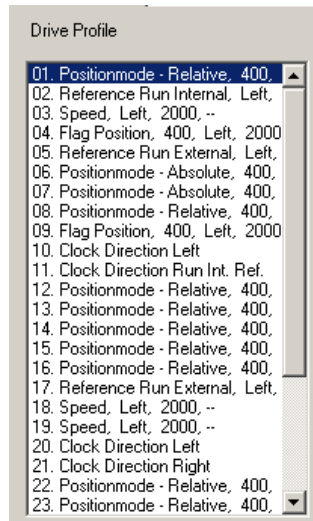 Drive Profile
01. Positionmode - Relative, 400,
02. Reference Run Internal, Left,
03. Speed, Left, 2000, --
04. Flag Position, 400, Left, 2000
05. Reference Run External, Left,
06. Positionmode - Absolute, 400,
07. Positionmode - Absolute, 400,
08. Positionmode - Relative, 400,
09. Flag Position, 400, Left, 2000
10. Clock Direction Left
11. Clock Direction Run Int. Ref.
12. Positionmode - Relative, 400,
13. Positionmode - Relative, 400,
14. Positionmode - Relative, 400,
15. Positionmode - Relative, 400,
16. Positionmode - Relative, 400,
17. Reference Run External, Left,
18. Speed, Left, 2000, --
19. Speed, Left, 2000, --
20. Clock Direction Left
21. Clock Direction Right
22. Positionmode - Relative, 400,
23. Positionmode - Relative, 400,